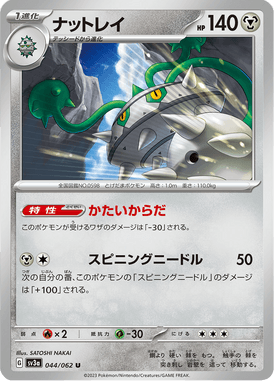 1進化
ナットレイ
HP 140
テッシードから進化
全国図鑑No.0598 とげだまポケモン 高さ:1.0m 重さ:110.0kg
特性 かたいからだ
このポケモンが受けるワザのダメージは「-30」される。
スピニングニードル 50
次の自分の番、このポケモンの「スピニングニードル」のダメージは「+50」される。
弱点 ×2 抵抗力 -30 にげる
Illus. SATOSHI NAKAI
G sv3a 044/062 U
©2023 Pokémon/Nintendo/Creatures/GAME FREAK.